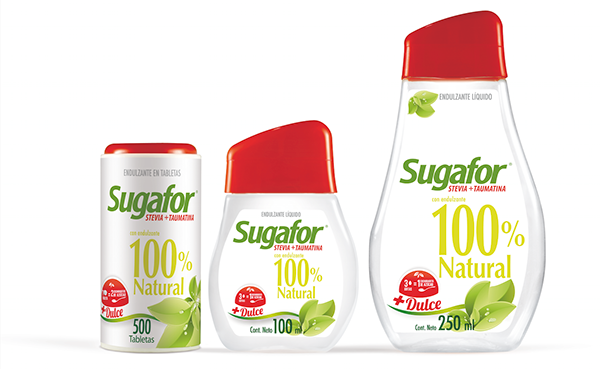 ENDULZANTE EN TABLETAS
Sugafor®
STEVIA + TAUMATINA
con endulzante
100%
Natural
+Dulce
500
Tabletas
ENDULZANTE LÍQUIDO
Sugafor®
STEVIA + TAUMATINA
con endulzante
100%
Natural
+Dulce
Cont. Neto 100 ml
ENDULZANTE LÍQUIDO
Sugafor®
STEVIA + TAUMATINA
con endulzante
100%
Natural
+Dulce
Cont. Neto 250 ml